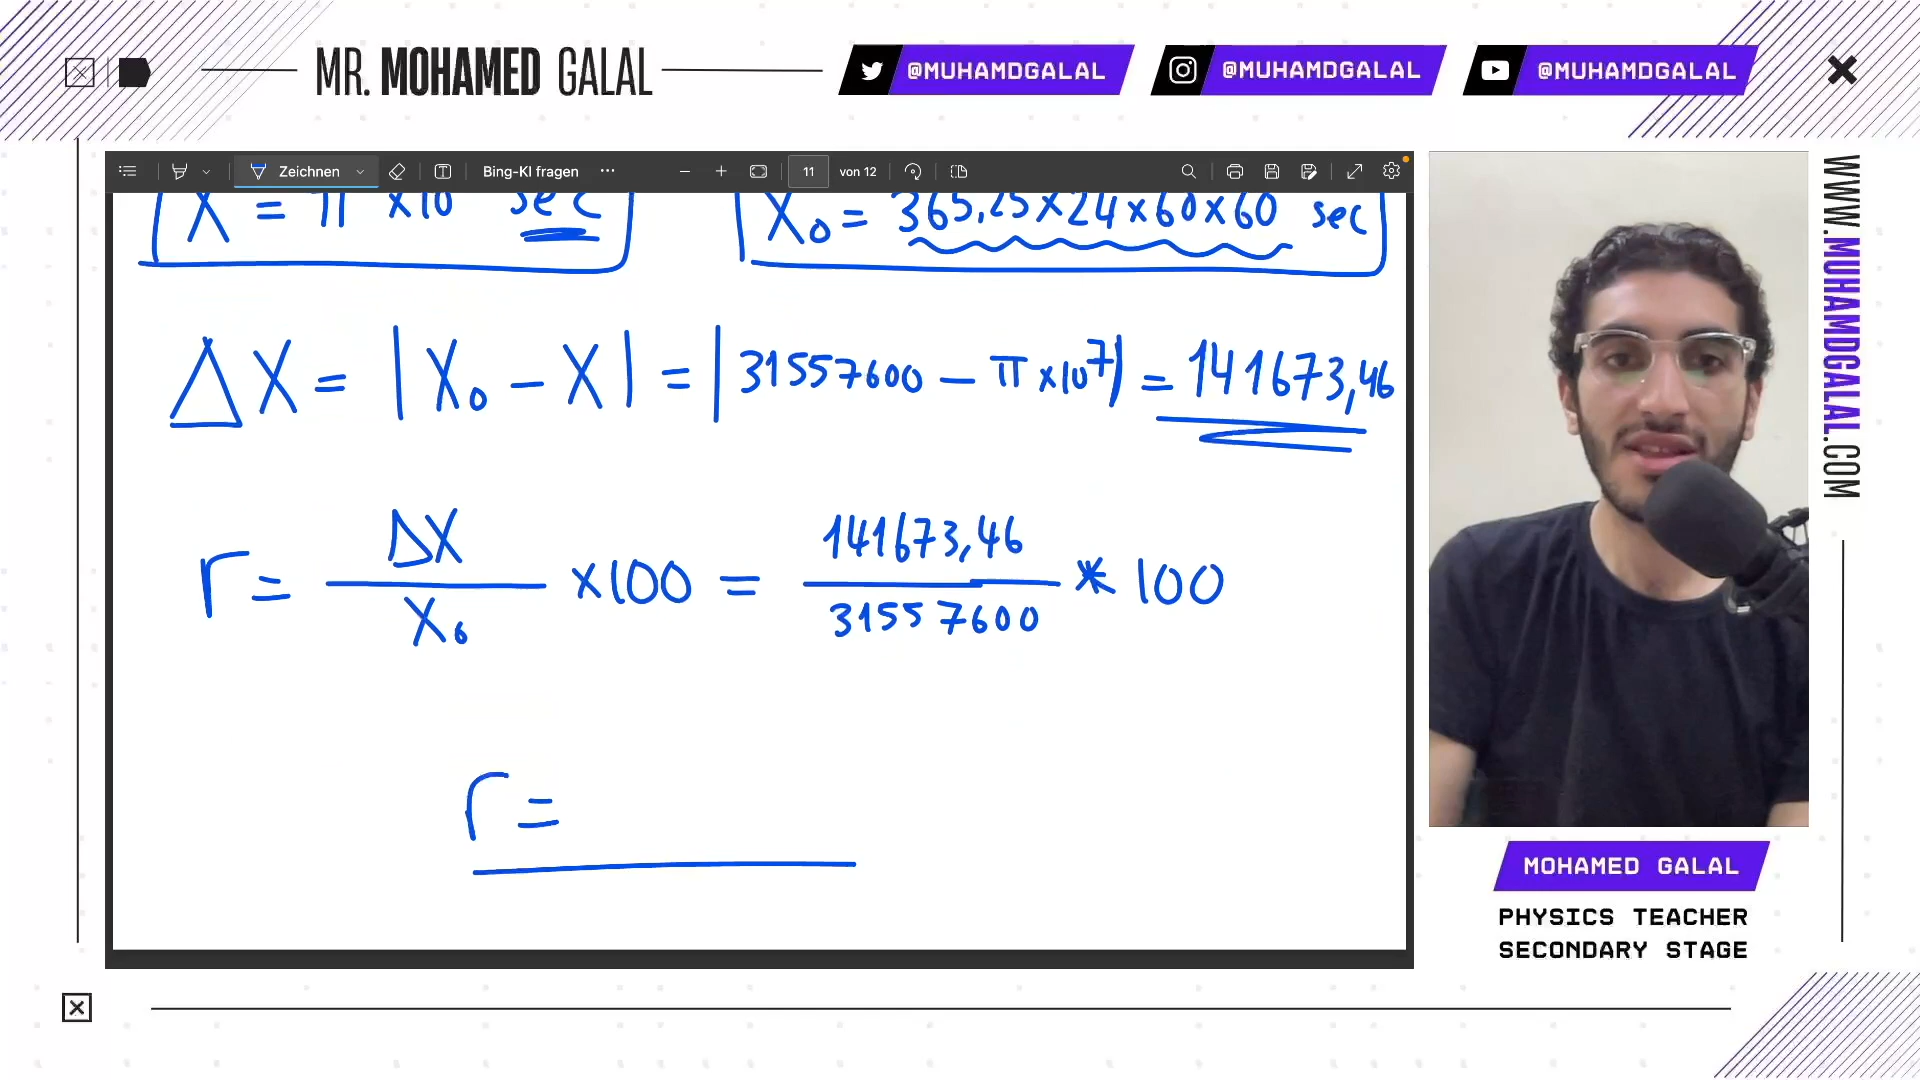 MR. MOHAMED GALAL
@MUHAMDGALAL
@MUHAMDGALAL
@MUHAMDGALAL
Zeichnen
Bing-KI fragen
11 von 12
X = π ×10 sec
X₀ = 365,25×24×60×60 sec
ΔX = |X₀ − X| = |31557600 − π×10⁷| = 141673,46
r = ΔX / X₀ ×100 = 141673,46 / 31557600 * 100
r =
WWW.MUHAMDGALAL.COM
MOHAMED GALAL
PHYSICS TEACHER
SECONDARY STAGE